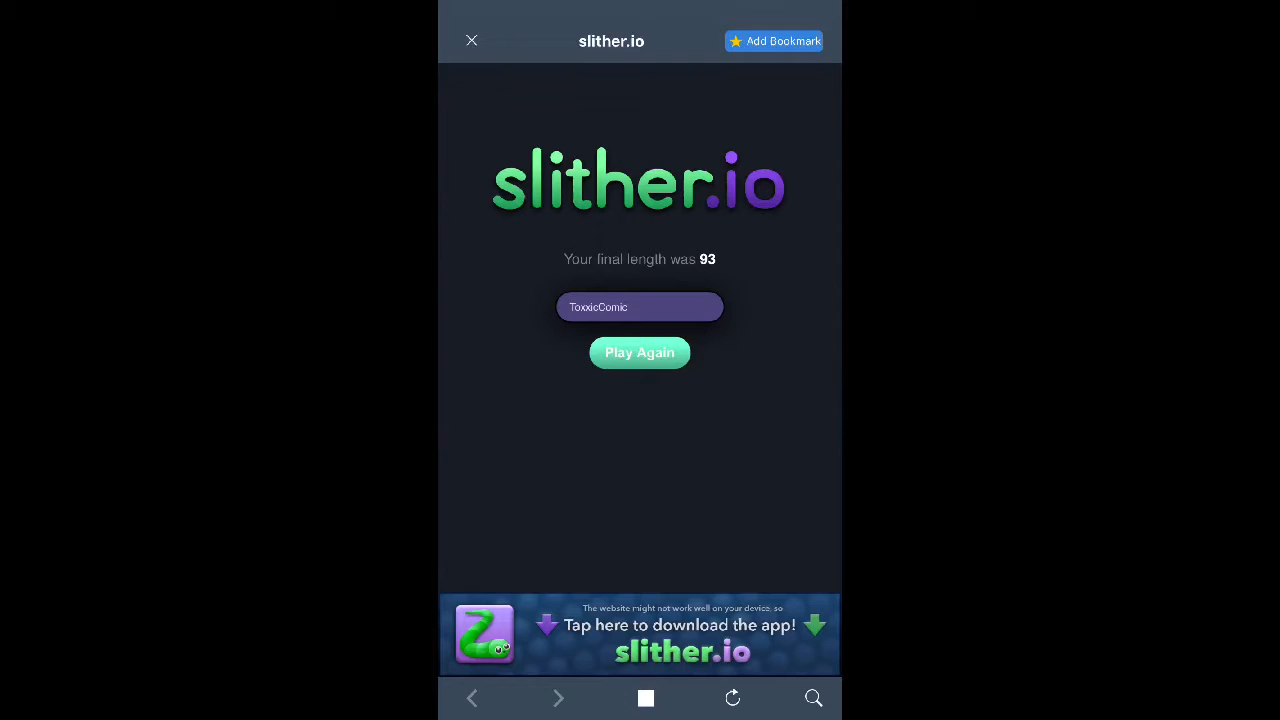 slither.io
Add Bookmark
slither.io
Your final length was 93
ToxxicComic
Play Again
The website might not work well on your device, so
Tap here to download the app!
slither.io